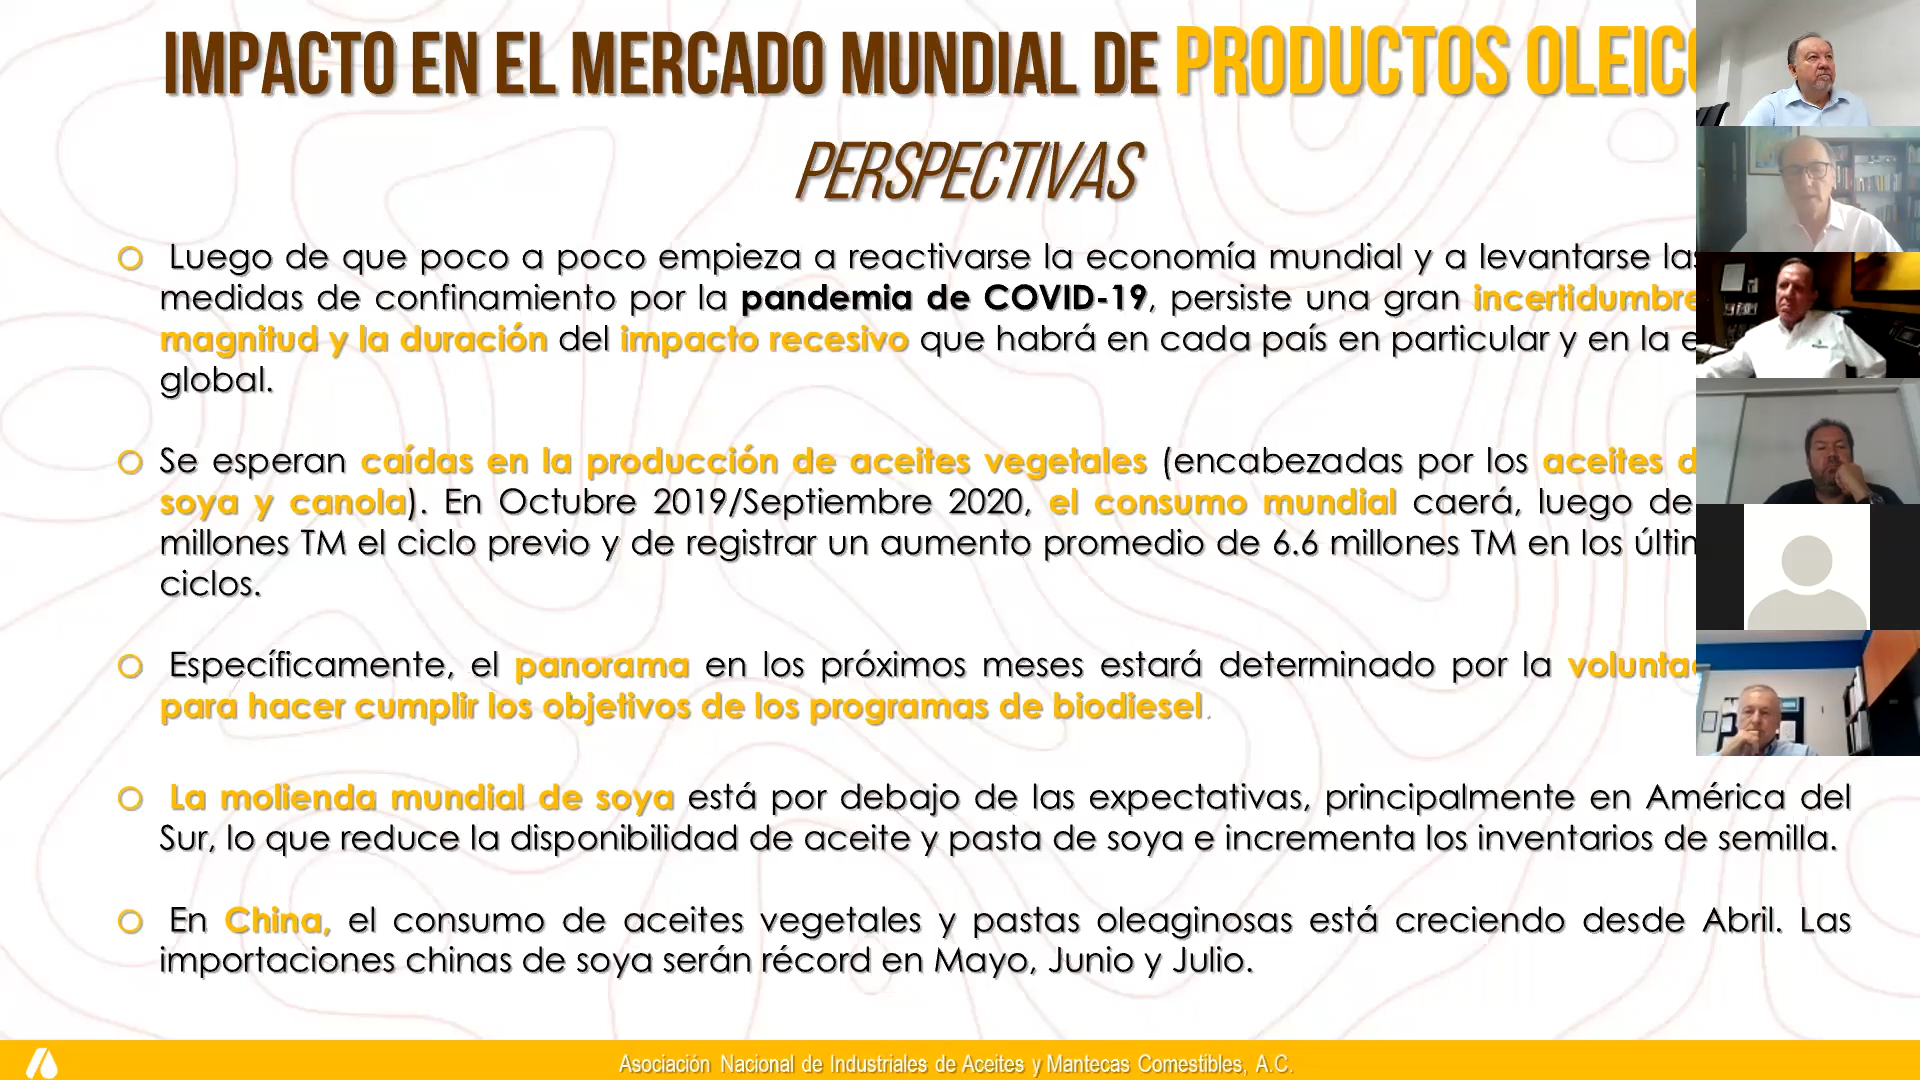 IMPACTO EN EL MERCADO MUNDIAL DE PRODUCTOS
PERSPECTIVAS
Luego de que poco a poco empieza a reactivarse la economía mundial y a levantarse las
medidas de confinamiento por la pandemia de COVID-19, persiste una gran incertidumbre
magnitud y la duración del impacto recesivo que habrá en cada país en particular y en la
global.
Se esperan caídas en la producción de aceites vegetales (encabezadas por los aceites
soya y canola). En Octubre 2019/Septiembre 2020, el consumo mundial caerá, luego de
millones TM el ciclo previo y de registrar un aumento promedio de 6.6 millones TM en los
ciclos.
Específicamente, el panorama en los próximos meses estará determinado por la
para hacer cumplir los objetivos de los programas de biodiesel.
La molienda mundial de soya está por debajo de las expectativas, principalmente en América del
Sur, lo que reduce la disponibilidad de aceite y pasta de soya e incrementa los inventarios de semilla.
En China, el consumo de aceites vegetales y pastas oleaginosas está creciendo desde Abril. Las
importaciones chinas de soya serán récord en Mayo, Junio y Julio.
Asociación Nacional de Industriales de Aceites y Mantecas Comestibles, A.C.